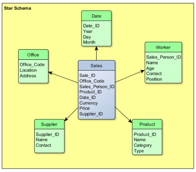 Star Schema
Date
Date_ID
Year
Day
Month
Office
Office_Code
Location
Address
Sales
Sale_ID
Office_Code
Sales_Person_ID
Product_ID
Date_ID
Currency
Price
Supplier_ID
Worker
Sales_Person_ID
Name
Age
Contact
Position
Supplier
Supplier_ID
Name
Contact
Product
Product_ID
Name
Category
Type